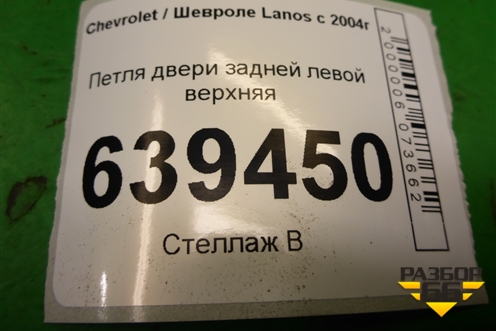 Chevrolet / Шевроле Lanos с 2004г
Петля двери задней левой
верхняя
639450
Стеллаж В
2000006073662
РАЗБОР
66